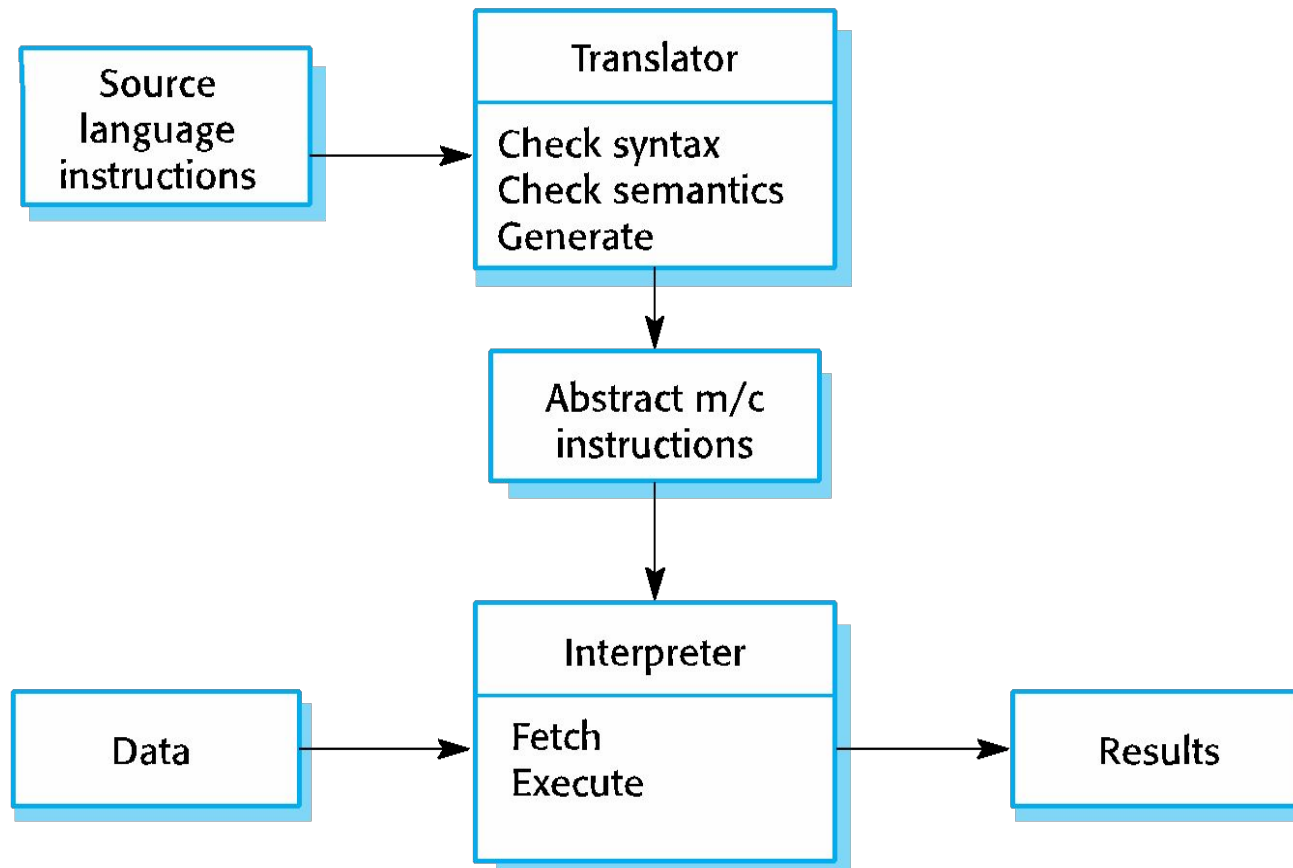 Source
language
instructions
Translator
Check syntax
Check semantics
Generate
Abstract m/c
instructions
Interpreter
Fetch
Execute
Data
Results